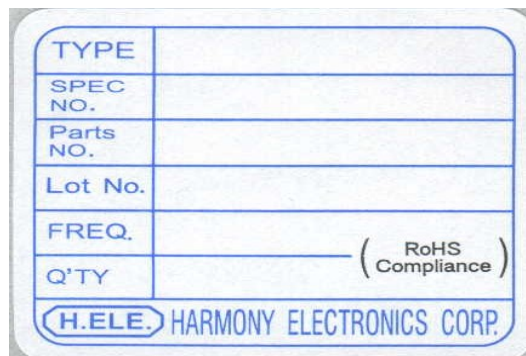 TYPE
SPEC
NO.
Parts
NO.
Lot No.
FREQ.
(RoHS
Compliance)
Q'TY
H.ELE. HARMONY ELECTRONICS CORP.